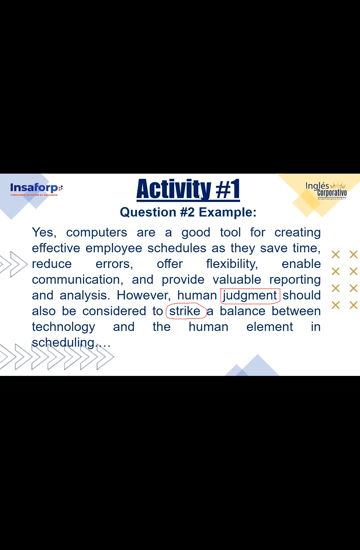 Insaforp
Inglés
Corporativo
Activity #1
Question #2 Example:
Yes, computers are a good tool for creating
effective employee schedules as they save time,
reduce errors, offer flexibility, enable
communication, and provide valuable reporting
and analysis. However, human judgment should
also be considered to strike a balance between
technology and the human element in
scheduling,…